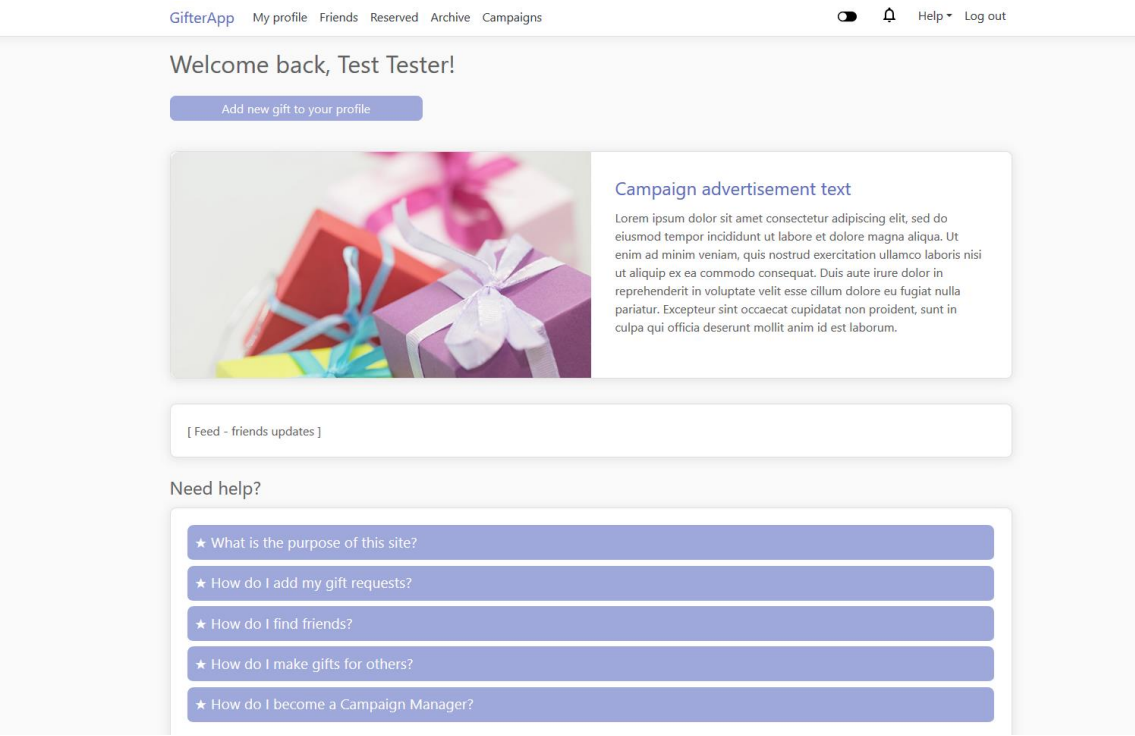 GifterApp My profile Friends Reserved Archive Campaigns Help Log out
Welcome back, Test Tester!
Add new gift to your profile
Campaign advertisement text
Lorem ipsum dolor sit amet consectetur adipiscing elit, sed do
eiusmod tempor incididunt ut labore et dolore magna aliqua. Ut
enim ad minim veniam, quis nostrud exercitation ullamco laboris nisi
ut aliquip ex ea commodo consequat. Duis aute irure dolor in
reprehenderit in voluptate velit esse cillum dolore eu fugiat nulla
pariatur. Excepteur sint occaecat cupidatat non proident, sunt in
culpa qui officia deserunt mollit anim id est laborum.
[ Feed - friends updates ]
Need help?
★ What is the purpose of this site?
★ How do I add my gift requests?
★ How do I find friends?
★ How do I make gifts for others?
★ How do I become a Campaign Manager?